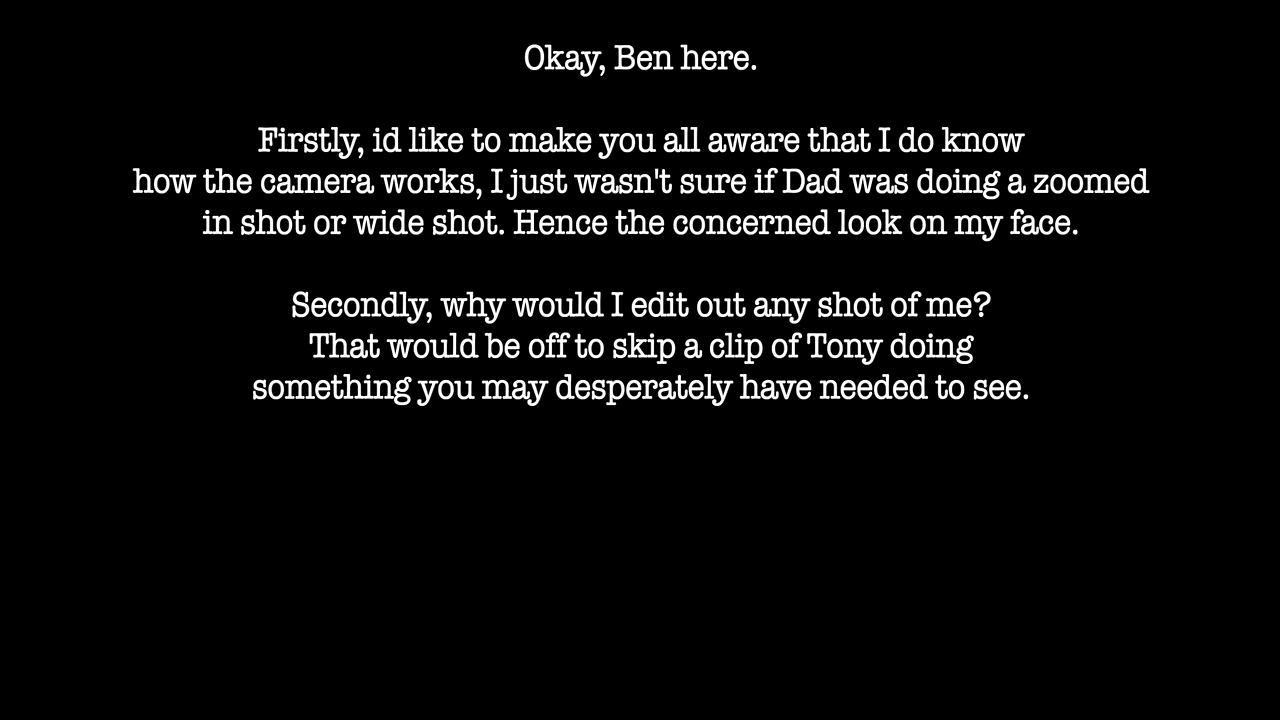 Okay, Ben here.
Firstly, id like to make you all aware that I do know
how the camera works, I just wasn't sure if Dad was doing a zoomed
in shot or wide shot. Hence the concerned look on my face.
Secondly, why would I edit out any shot of me?
That would be off to skip a clip of Tony doing
something you may desperately have needed to see.